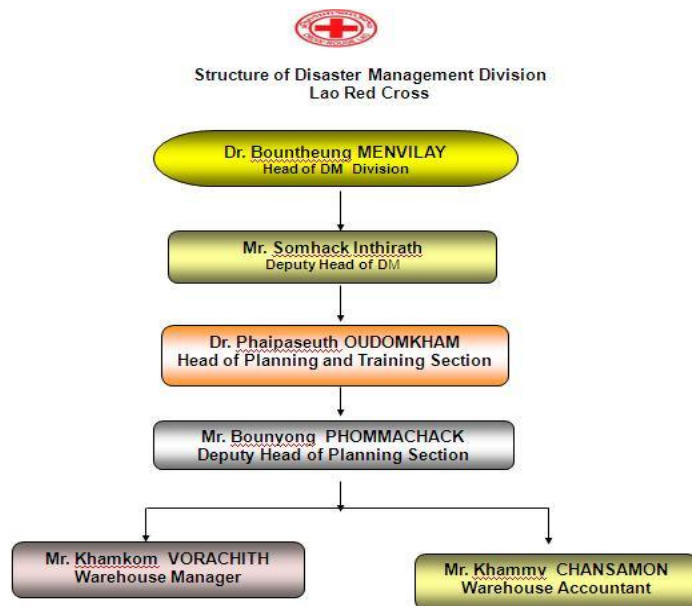 Structure of Disaster Management Division
Lao Red Cross
Dr. Bountheung MENVILAY
Head of DM Division
Mr. Somhack Inthirath
Deputy Head of DM
Dr. Phaipaseuth OUDOMKHAM
Head of Planning and Training Section
Mr. Bounyong PHOMMACHACK
Deputy Head of Planning Section
Mr. Khamkom VORACHITH
Warehouse Manager
Mr. Khammy CHANSAMON
Warehouse Accountant